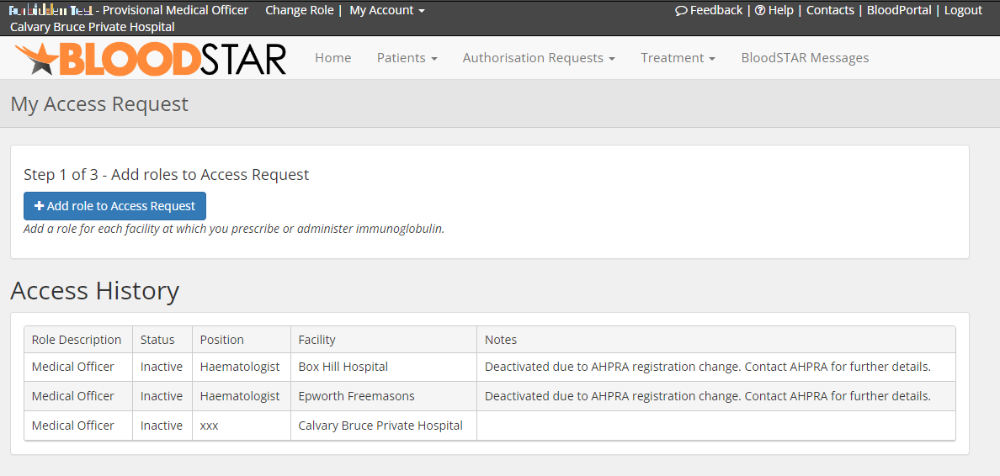 - Provisional Medical Officer Change Role | My Account Feedback | Help | Contacts | BloodPortal | Logout
Calvary Bruce Private Hospital
BLOODSTAR Home Patients Authorisation Requests Treatment BloodSTAR Messages
My Access Request
Step 1 of 3 - Add roles to Access Request
+ Add role to Access Request
Add a role for each facility at which you prescribe or administer immunoglobulin.
Access History
Role Description Status Position Facility Notes
Medical Officer Inactive Haematologist Box Hill Hospital Deactivated due to AHPRA registration change. Contact AHPRA for further details.
Medical Officer Inactive Haematologist Epworth Freemasons Deactivated due to AHPRA registration change. Contact AHPRA for further details.
Medical Officer Inactive xxx Calvary Bruce Private Hospital